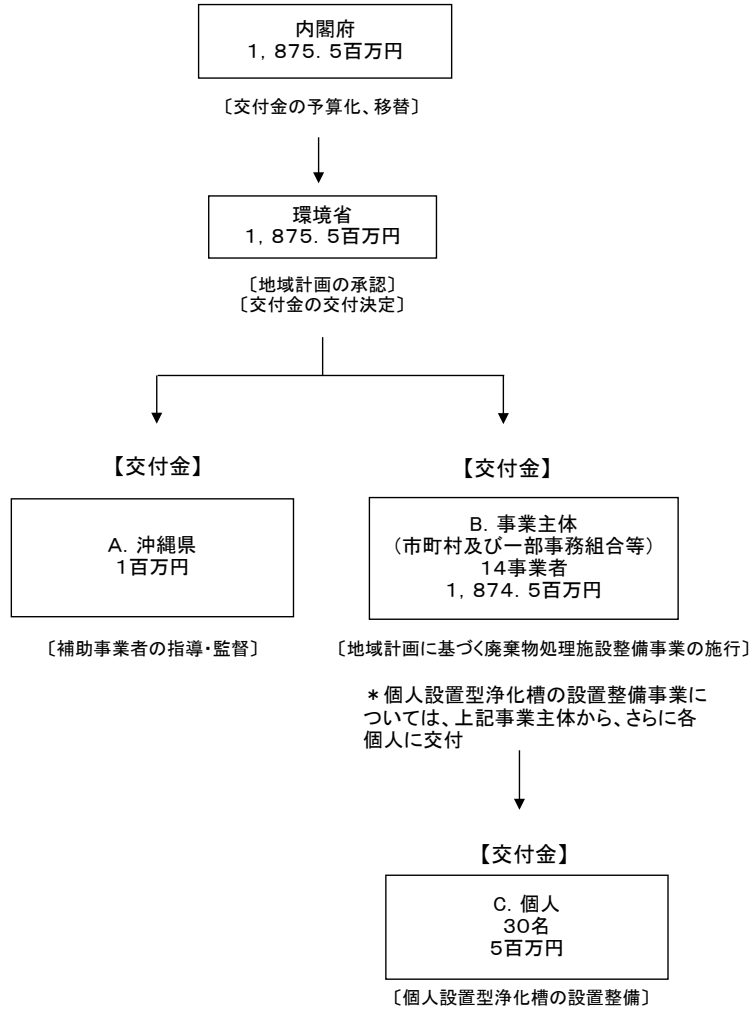 内閣府
1,875.5百万円
〔交付金の予算化、移替〕
環境省
1,875.5百万円
〔地域計画の承認〕
〔交付金の交付決定〕
【交付金】
A.沖縄県
1百万円
〔補助事業者の指導・監督〕
【交付金】
B.事業主体
(市町村及び一部事務組合等)
14事業者
1,874.5百万円
〔地域計画に基づく廃棄物処理施設整備事業の施行〕
*個人設置型浄化槽の設置整備事業に
ついては、上記事業主体から、さらに各
個人に交付
【交付金】
C.個人
30名
5百万円
〔個人設置型浄化槽の設置整備〕